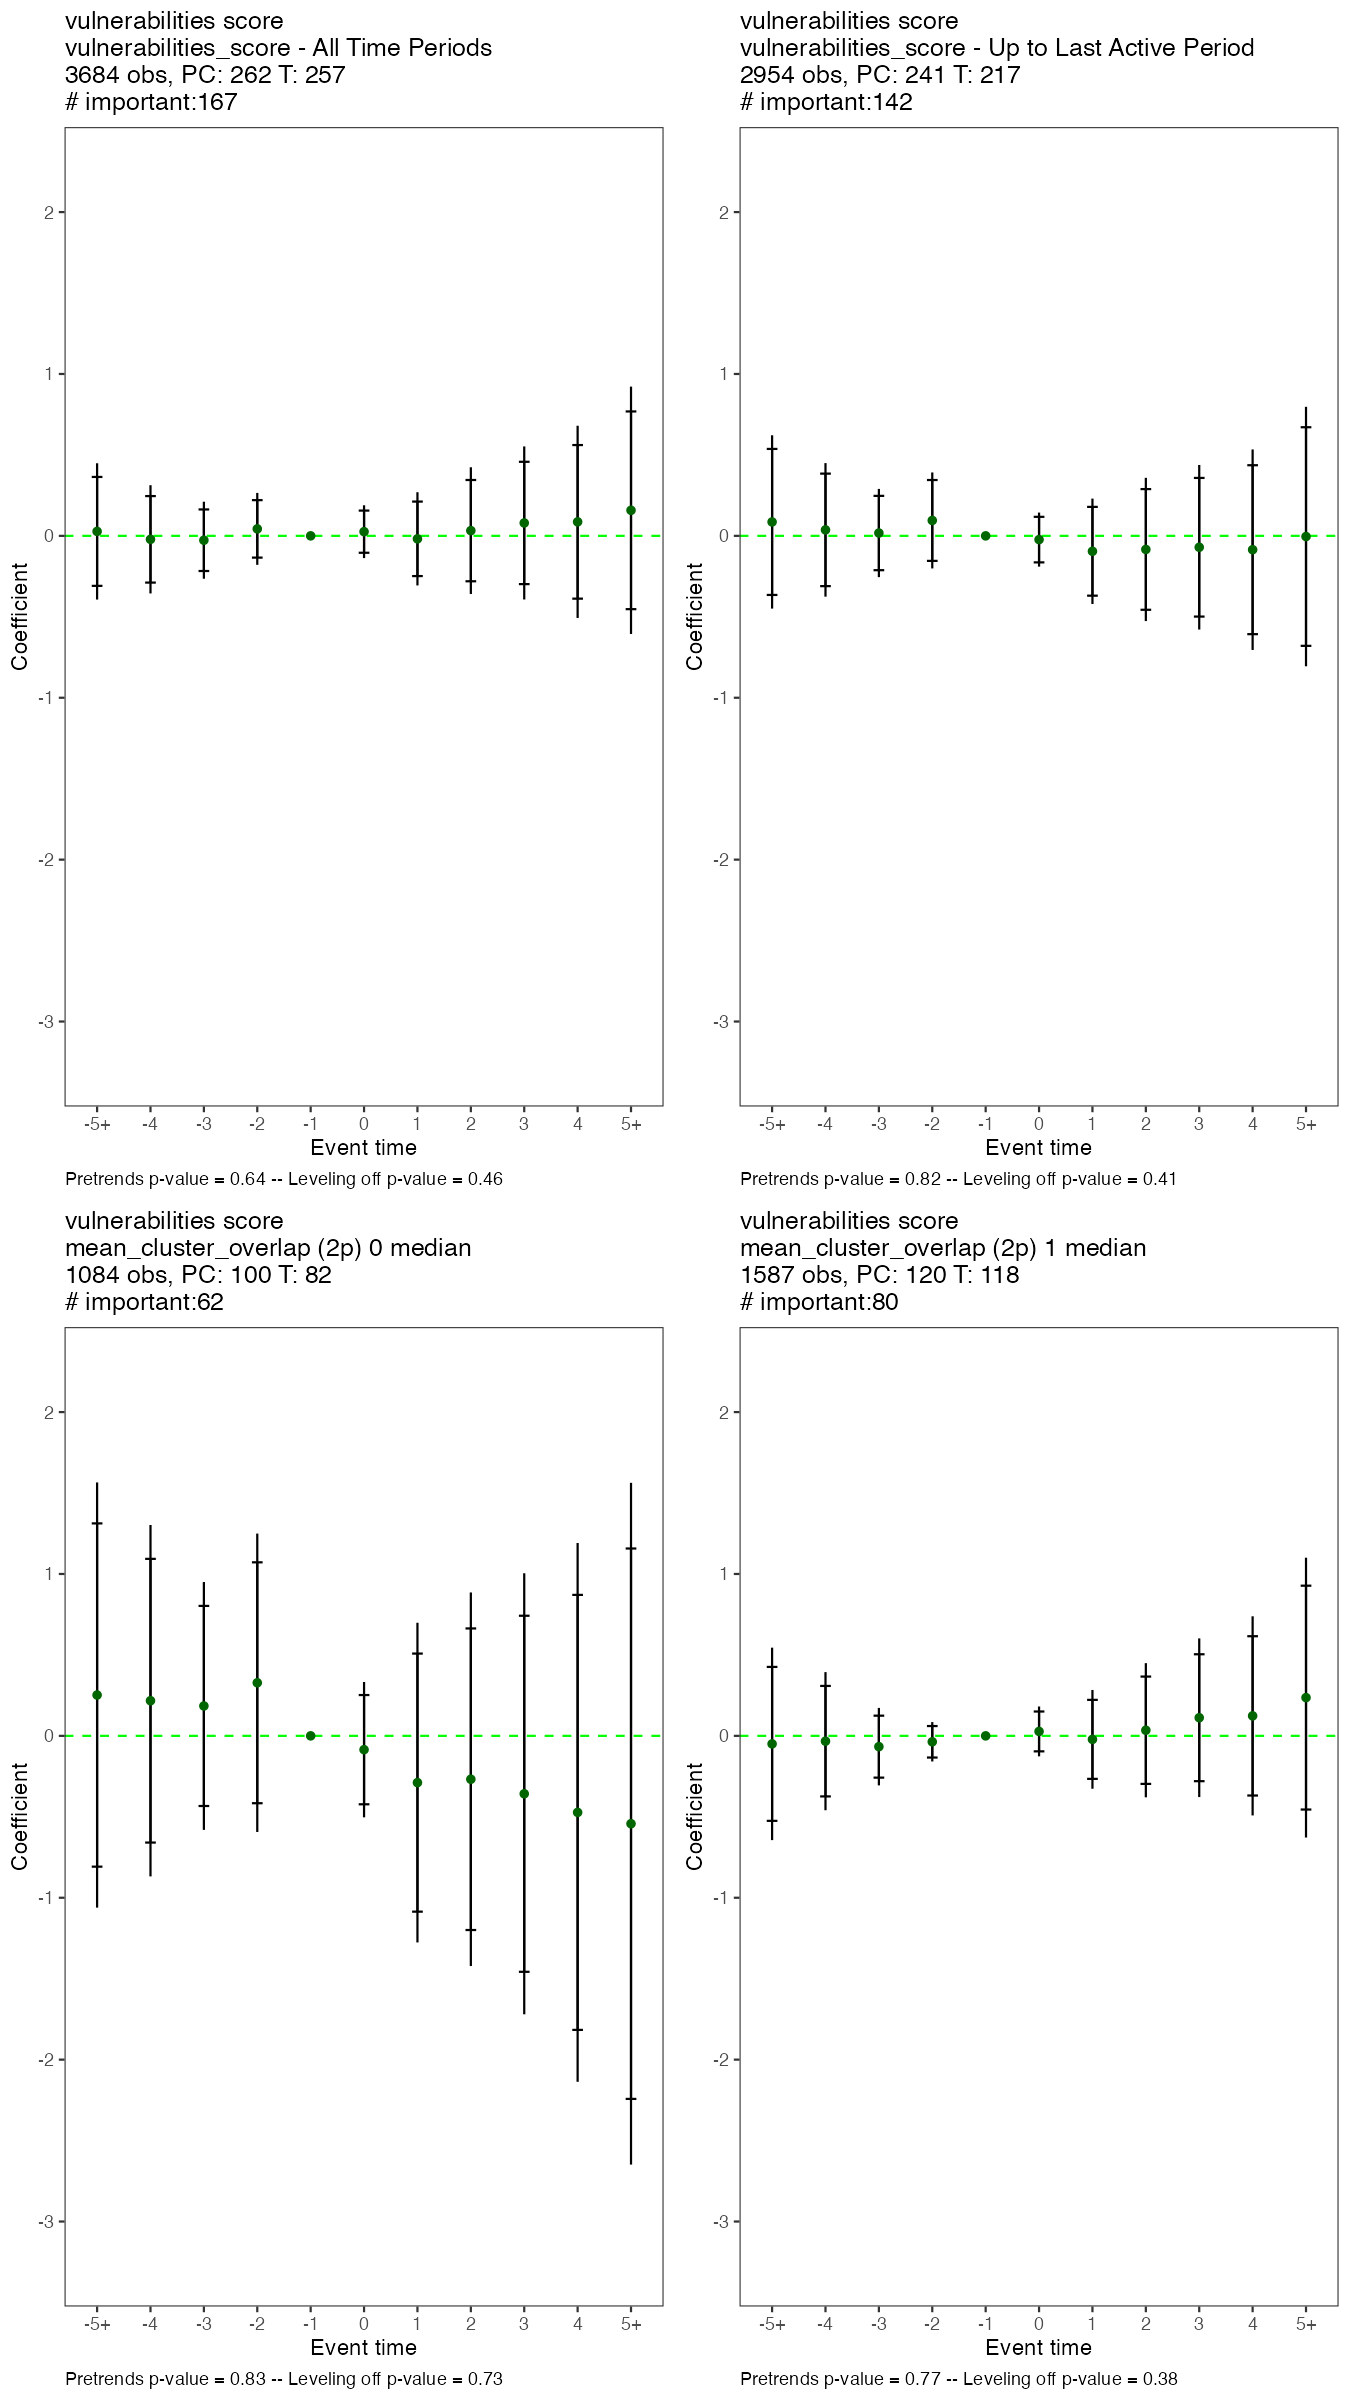 vulnerabilities score
vulnerabilities_score - All Time Periods
3684 obs, PC: 262 T: 257
# important:167
2
1
0
-1
-2
-3
Coefficient
-5+ -4 -3 -2 -1 0 1 2 3 4 5+
Event time
Pretrends p-value = 0.64 -- Leveling off p-value = 0.46
vulnerabilities score
vulnerabilities_score - Up to Last Active Period
2954 obs, PC: 241 T: 217
# important:142
2
1
0
-1
-2
-3
Coefficient
-5+ -4 -3 -2 -1 0 1 2 3 4 5+
Event time
Pretrends p-value = 0.82 -- Leveling off p-value = 0.41
vulnerabilities score
mean_cluster_overlap (2p) 0 median
1084 obs, PC: 100 T: 82
# important:62
2
1
0
-1
-2
-3
Coefficient
-5+ -4 -3 -2 -1 0 1 2 3 4 5+
Event time
Pretrends p-value = 0.83 -- Leveling off p-value = 0.73
vulnerabilities score
mean_cluster_overlap (2p) 1 median
1587 obs, PC: 120 T: 118
# important:80
2
1
0
-1
-2
-3
Coefficient
-5+ -4 -3 -2 -1 0 1 2 3 4 5+
Event time
Pretrends p-value = 0.77 -- Leveling off p-value = 0.38